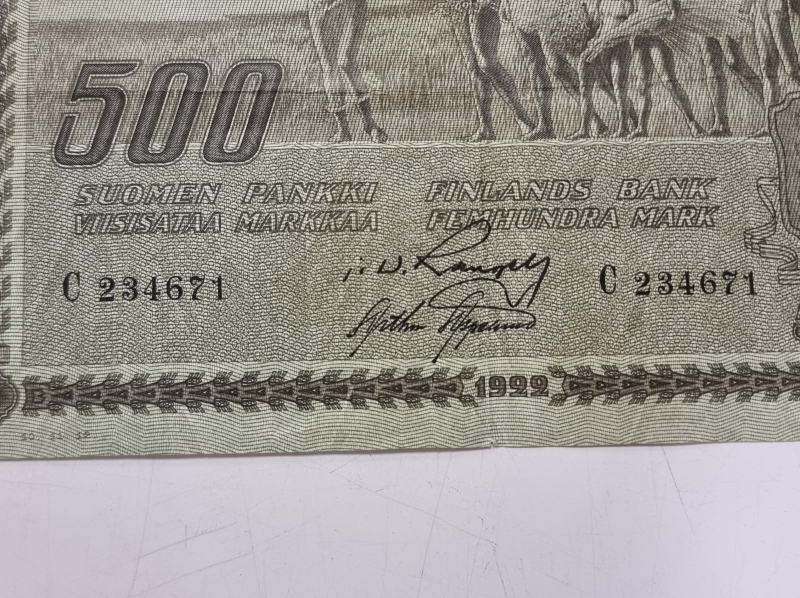 500
SUOMEN PANKKI
VIISISATAA MARKKAA
FINLANDS BANK
FEMHUNDRA MARK
C 234671
C 234671
1922